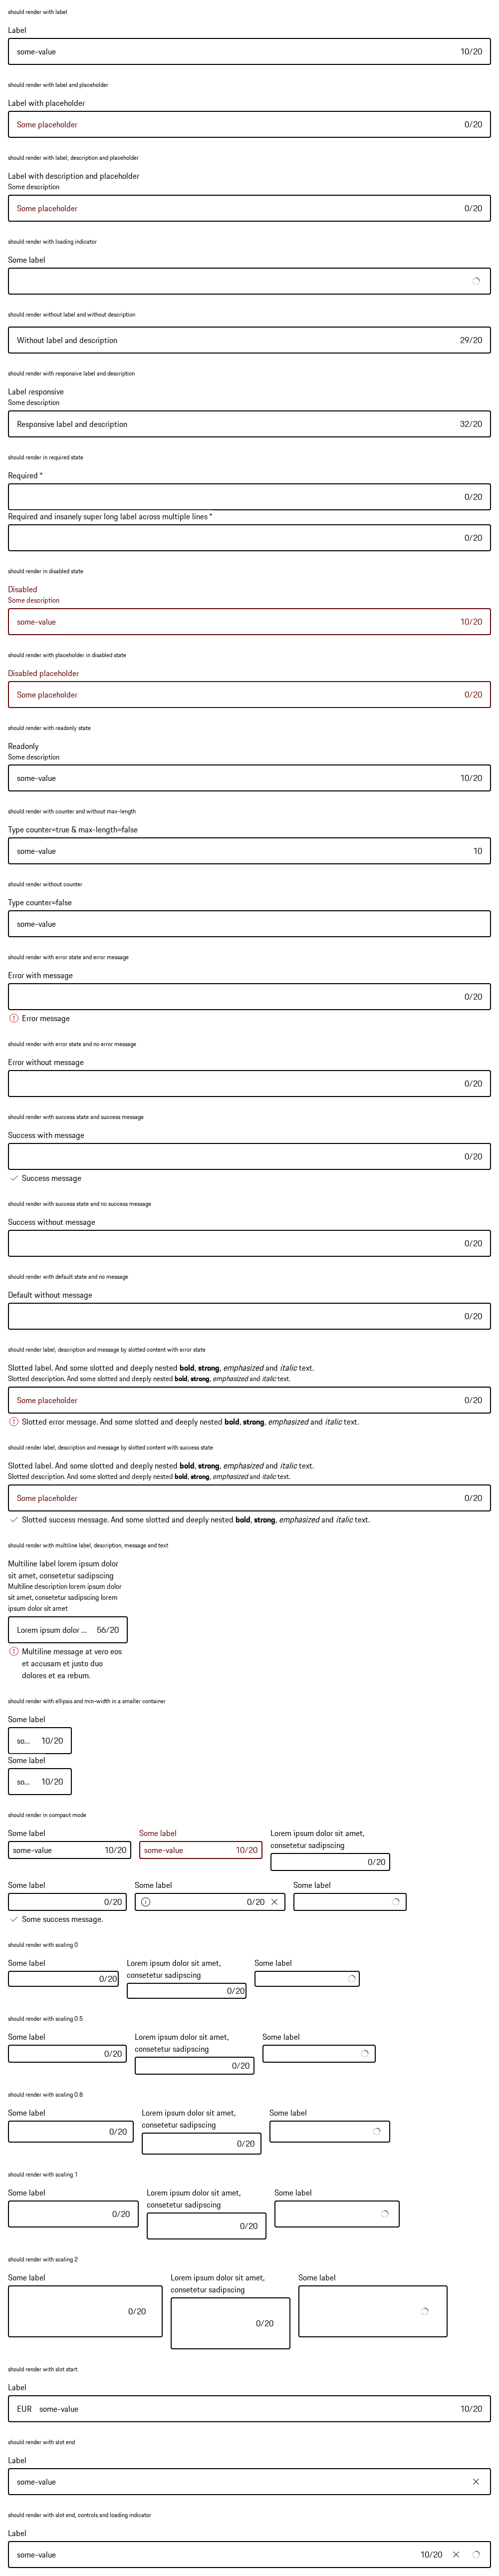 should render with label
Label
some-value 10/20
should render with label and placeholder
Label with placeholder
Some placeholder 0/20
should render with label, description and placeholder
Label with description and placeholder
Some description
Some placeholder 0/20
should render with loading indicator
Some label
should render without label and without description
Without label and description 29/20
should render with responsive label and description
Label responsive
Some description
Responsive label and description 32/20
should render in required state
Required *
0/20
Required and insanely super long label across multiple lines *
0/20
should render in disabled state
Disabled
Some description
some-value 10/20
should render with placeholder in disabled state
Disabled placeholder
Some placeholder 0/20
should render with readonly state
Readonly
Some description
some-value 10/20
should render with counter and without max-length
Type counter=true & max-length=false
some-value 10
should render without counter
Type counter=false
some-value
should render with error state and error message
Error with message
0/20
Error message
should render with error state and no error message
Error without message
0/20
should render with success state and success message
Success with message
0/20
Success message
should render with success state and no success message
Success without message
0/20
should render with default state and no message
Default without message
0/20
should render label, description and message by slotted content with error state
Slotted label. And some slotted and deeply nested bold, strong, emphasized and italic text.
Slotted description. And some slotted and deeply nested bold, strong, emphasized and italic text.
Some placeholder 0/20
Slotted error message. And some slotted and deeply nested bold, strong, emphasized and italic text.
should render label, description and message by slotted content with success state
Slotted label. And some slotted and deeply nested bold, strong, emphasized and italic text.
Slotted description. And some slotted and deeply nested bold, strong, emphasized and italic text.
Some placeholder 0/20
Slotted success message. And some slotted and deeply nested bold, strong, emphasized and italic text.
should render with multiline label, description, message and text
Multiline label lorem ipsum dolor
sit amet, consetetur sadipscing
Multiline description lorem ipsum dolor
sit amet, consetetur sadipscing lorem
ipsum dolor sit amet
Lorem ipsum dolor ... 56/20
Multiline message at vero eos
et accusam et justo duo
dolores et ea rebum.
should render with ellipsis and min-width in a smaller container
Some label
so... 10/20
Some label
so... 10/20
should render in compact mode
Some label
some-value 10/20
Some label
some-value 10/20
Lorem ipsum dolor sit amet,
consetetur sadipscing
0/20
Some label
0/20
Some success message.
Some label
0/20
Some label
should render with scaling 0
Some label
0/20
Lorem ipsum dolor sit amet,
consetetur sadipscing
0/20
Some label
should render with scaling 0.5
Some label
0/20
Lorem ipsum dolor sit amet,
consetetur sadipscing
0/20
Some label
should render with scaling 0.8
Some label
0/20
Lorem ipsum dolor sit amet,
consetetur sadipscing
0/20
Some label
should render with scaling 1
Some label
0/20
Lorem ipsum dolor sit amet,
consetetur sadipscing
0/20
Some label
should render with scaling 2
Some label
0/20
Lorem ipsum dolor sit amet,
consetetur sadipscing
0/20
Some label
should render with slot start
Label
EUR some-value 10/20
should render with slot end
Label
some-value
should render with slot end, controls and loading indicator
Label
some-value 10/20